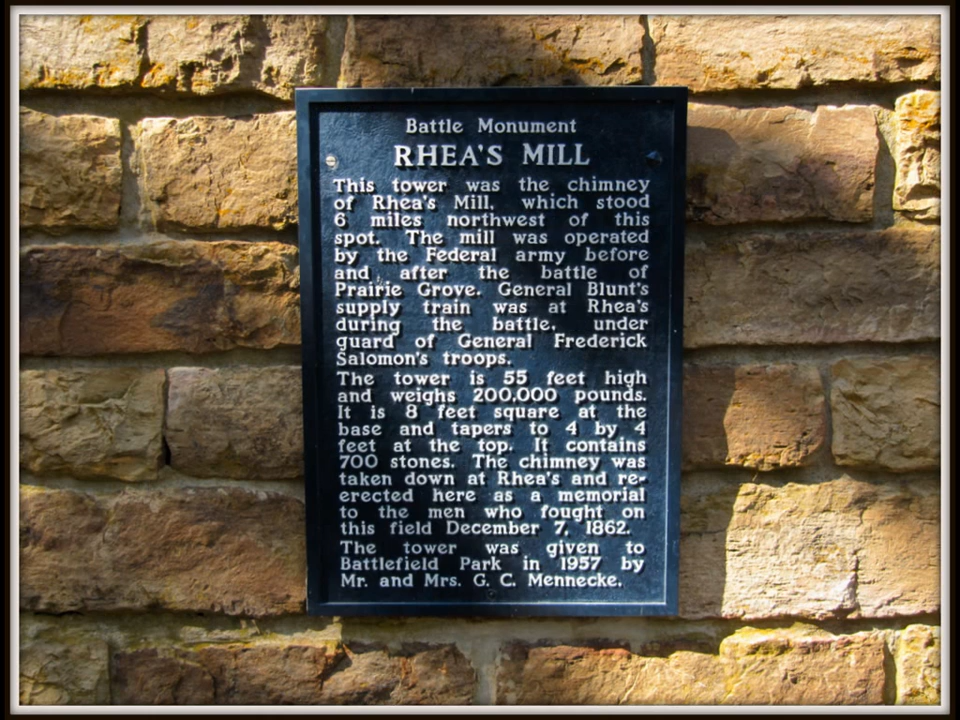 Battle Monument
RHEA'S MILL
This tower was the chimney
of Rhea's Mill, which stood
6 miles northwest of this
spot. The mill was operated
by the Federal army before
and after the battle of
Prairie Grove. General Blunt's
supply train was at Rhea's
during the battle, under
guard of General Frederick
Salomon's troops.
The tower is 55 feet high
and weighs 200,000 pounds.
It is 8 feet square at the
base and tapers to 4 by 4
feet at the top. It contains
700 stones. The chimney was
taken down at Rhea's and re-
erected here as a memorial
to the men who fought on
this field December 7, 1862.
The tower was given to
Battlefield Park in 1957 by
Mr. and Mrs. G. C. Mennecke.